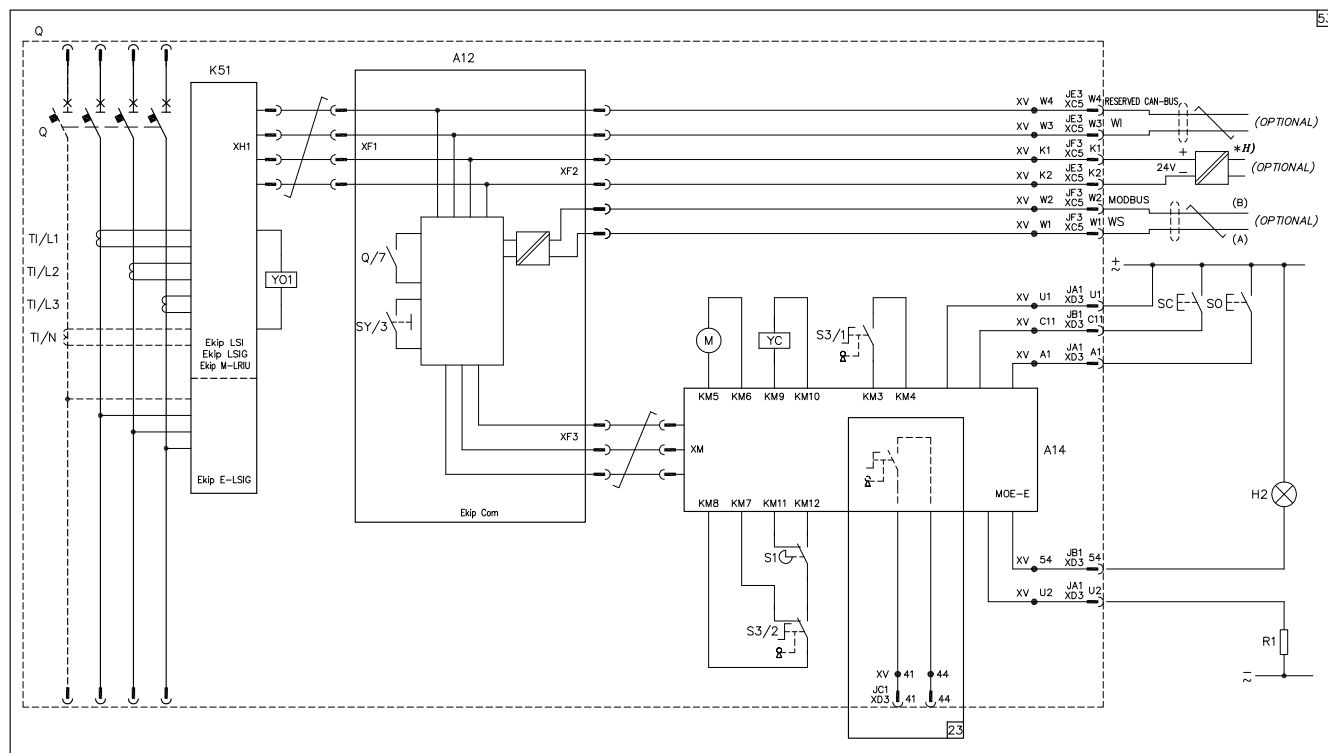 53
Q
K51
A12
Q
XH1
XF1
XF2
TI/L1
TI/L2
TI/L3
TI/N
YO1
Ekip LSI
Ekip LSIG
Ekip M-LRIU
Ekip E-LSIG
Q/7
SY/3
XF3
Ekip Com
XV W4 JE3 XC5 W4 RESERVED CAN-BUS
XV W3 JE3 XC5 W3 WI
(OPTIONAL)
XV K1 JF3 XC5 K1 + *H)
XV K2 JE3 XC5 K2 24V −
(OPTIONAL)
XV W2 JF3 XC5 W2 MODBUS (B)
XV W1 JF3 XC5 W1 WS (A)
(OPTIONAL)
+
~
XV U1 JA1 XD3 U1
SC
SO
XV C11 JB1 XD3 C11
XV A1 JA1 XD3 A1
M
YC
S3/1
KM5 KM6 KM9 KM10 KM3 KM4
XM
A14
MOE-E
KM8 KM7 KM11 KM12
S1
S3/2
H2
XV 54 JB1 XD3 54
XV U2 JA1 XD3 U2
R1
−
~
XV 41 44
JC1
XD3 41 44
23